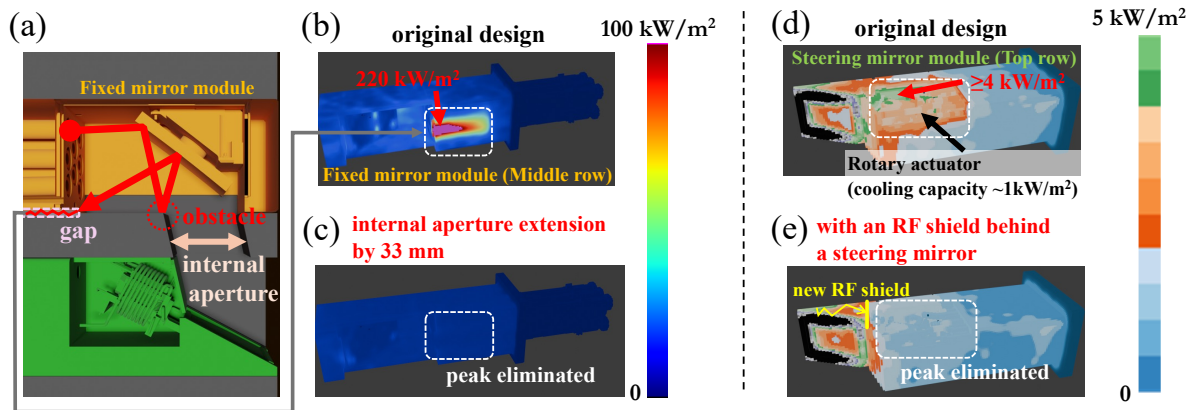 (a)
Fixed mirror module
obstacle
gap
internal
aperture
(b)
original design
100 kW/m²
220 kW/m²
Fixed mirror module (Middle row)
(c)
internal aperture extension
by 33 mm
peak eliminated
0
(d)
original design
5 kW/m²
Steering mirror module (Top row)
≥4 kW/m²
Rotary actuator
(cooling capacity ~1kW/m²)
(e)
with an RF shield behind
a steering mirror
new RF shield
peak eliminated
0